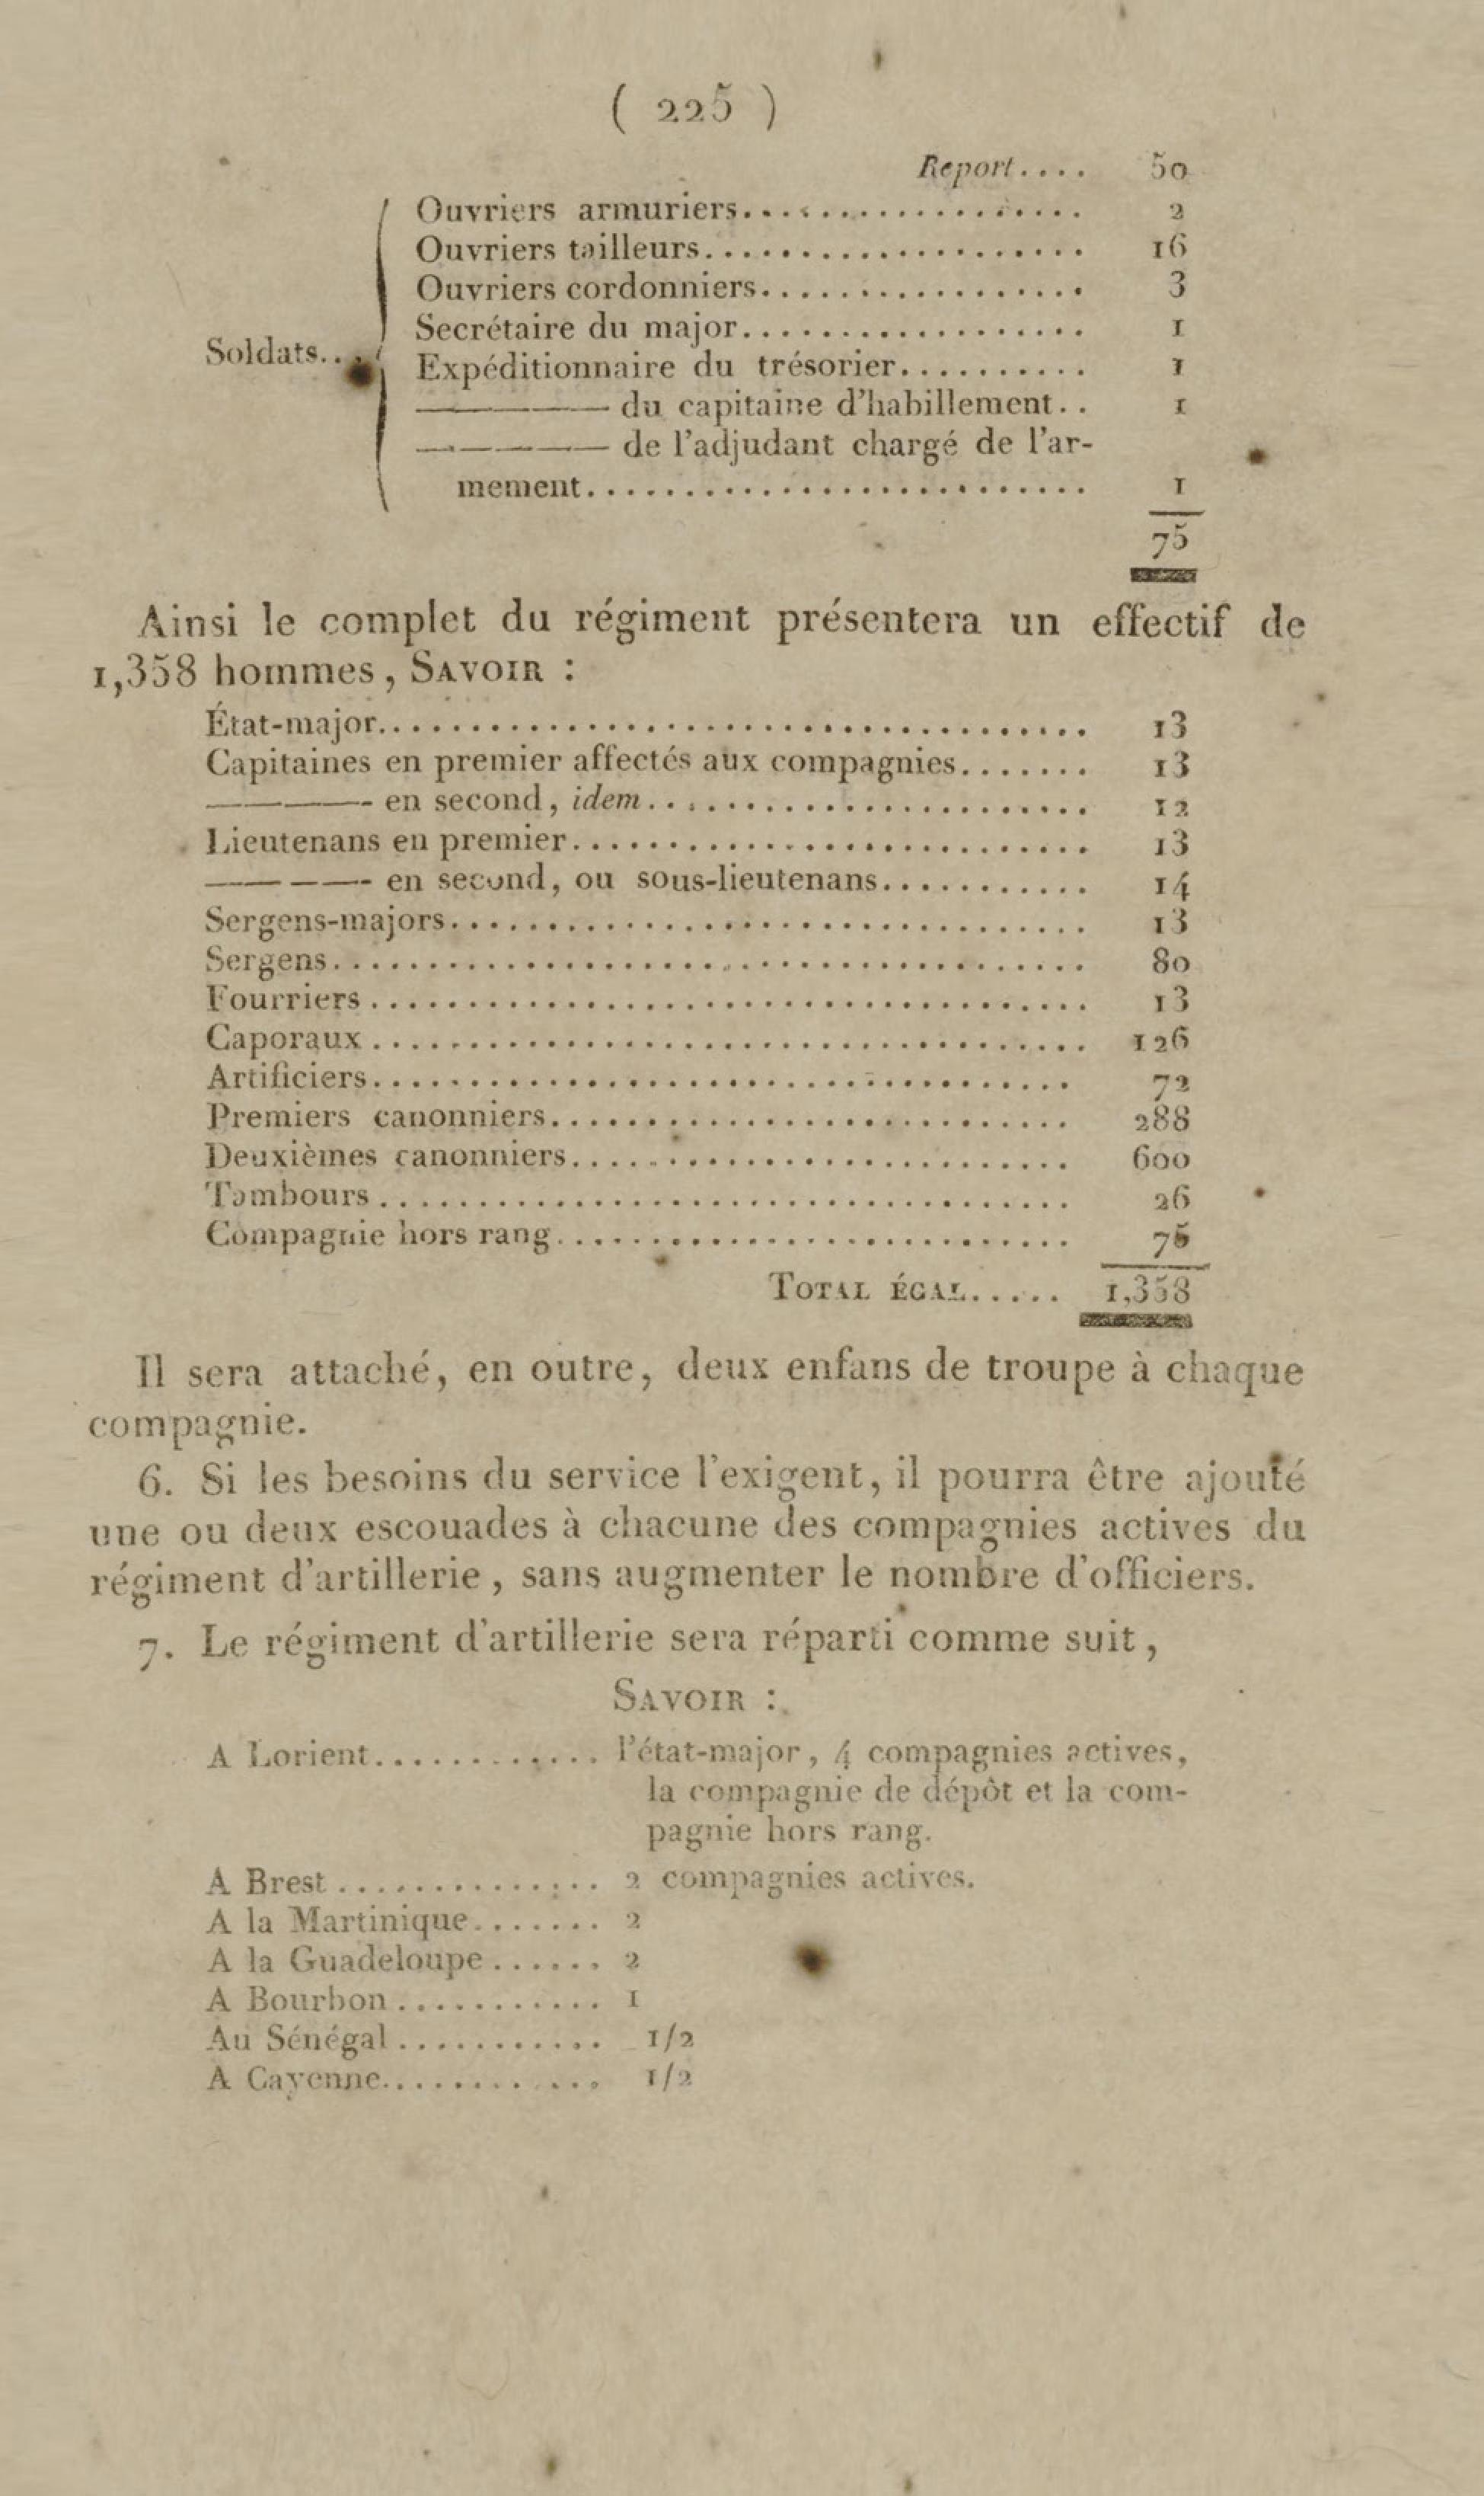 ( 225 )
Report.... 50
Ouvriers armuriers.................. 2
Ouvriers tailleurs.................... 16
Ouvriers cordonniers................. 3
Secrétaire du major.................. 1
Soldats...
Expéditionnaire du trésorier.......... 1
———— du capitaine d'habillement.. 1
———— de l'adjudant chargé de l'ar-
mement.......................... 1
75
Ainsi le complet du régiment présentera un effectif de
1,358 hommes, SAVOIR :
État-major.................................... 13
Capitaines en premier affectés aux compagnies....... 13
———— en second, idem....................... 12
Lieutenans en premier........................... 13
———— en second, ou sous-lieutenans........... 14
Sergens-majors................................. 13
Sergens....................................... 80
Fourriers..................................... 13
Caporaux..................................... 126
Artificiers.................................... 72
Premiers canonniers........................... 288
Deuxièmes canonniers.......................... 600
Tambours.................................... 26
Compagnie hors rang........................... 75
TOTAL ÉGAL..... 1,358
Il sera attaché, en outre, deux enfans de troupe à chaque
compagnie.
6. Si les besoins du service l'exigent, il pourra être ajouté
une ou deux escouades à chacune des compagnies actives du
régiment d'artillerie, sans augmenter le nombre d'officiers.
7. Le régiment d'artillerie sera réparti comme suit,
SAVOIR :
A Lorient............ l'état-major, 4 compagnies actives,
la compagnie de dépôt et la com-
pagnie hors rang.
A Brest .............. 2 compagnies actives.
A la Martinique....... 2
A la Guadeloupe ...... 2
A Bourbon ........... 1
Au Sénégal ........... 1/2
A Cayenne............ 1/2